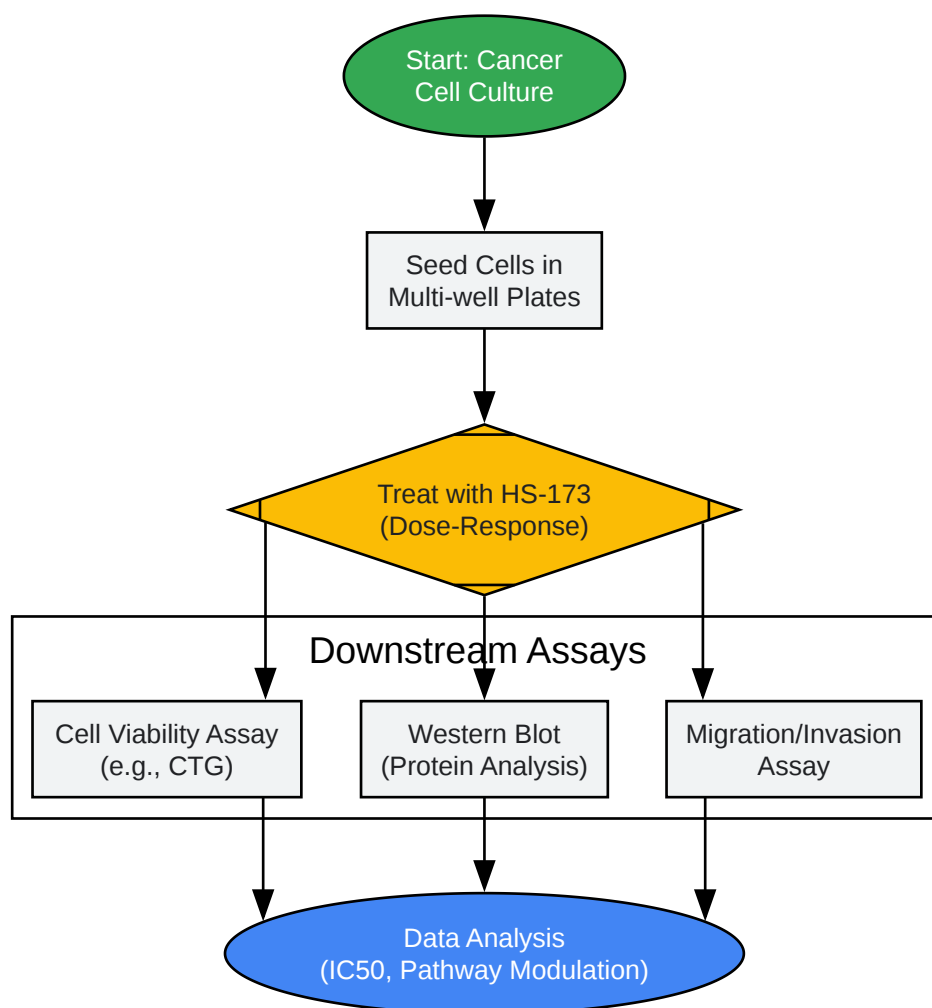 Start: Cancer
Cell Culture
Seed Cells in
Multi-well Plates
Treat with HS-173
(Dose-Response)
Downstream Assays
Cell Viability Assay
(e.g., CTG)
Western Blot
(Protein Analysis)
Migration/Invasion
Assay
Data Analysis
(IC50, Pathway Modulation)